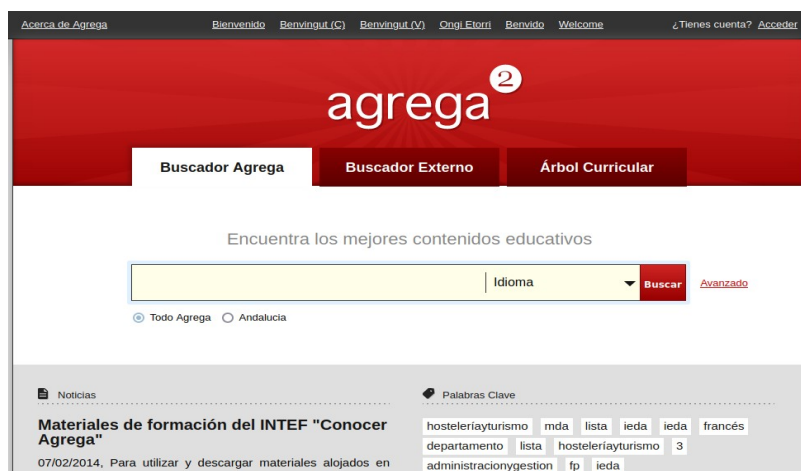 Acerca de Agrega Bienvenido Benvingut (C) Benvingut (V) Ongi Etorri Benvido Welcome ¿Tienes cuenta? Acceder
agrega 2
Buscador Agrega Buscador Externo Árbol Curricular
Encuentra los mejores contenidos educativos
Idioma Buscar Avanzado
Todo Agrega Andalucia
Noticias
Materiales de formación del INTEF "Conocer
Agrega"
07/02/2014, Para utilizar y descargar materiales alojados en
Palabras Clave
hosteleríayturismo mda lista ieda ieda francés
departamento lista hosteleríayturismo 3
administracionygestion fp ieda